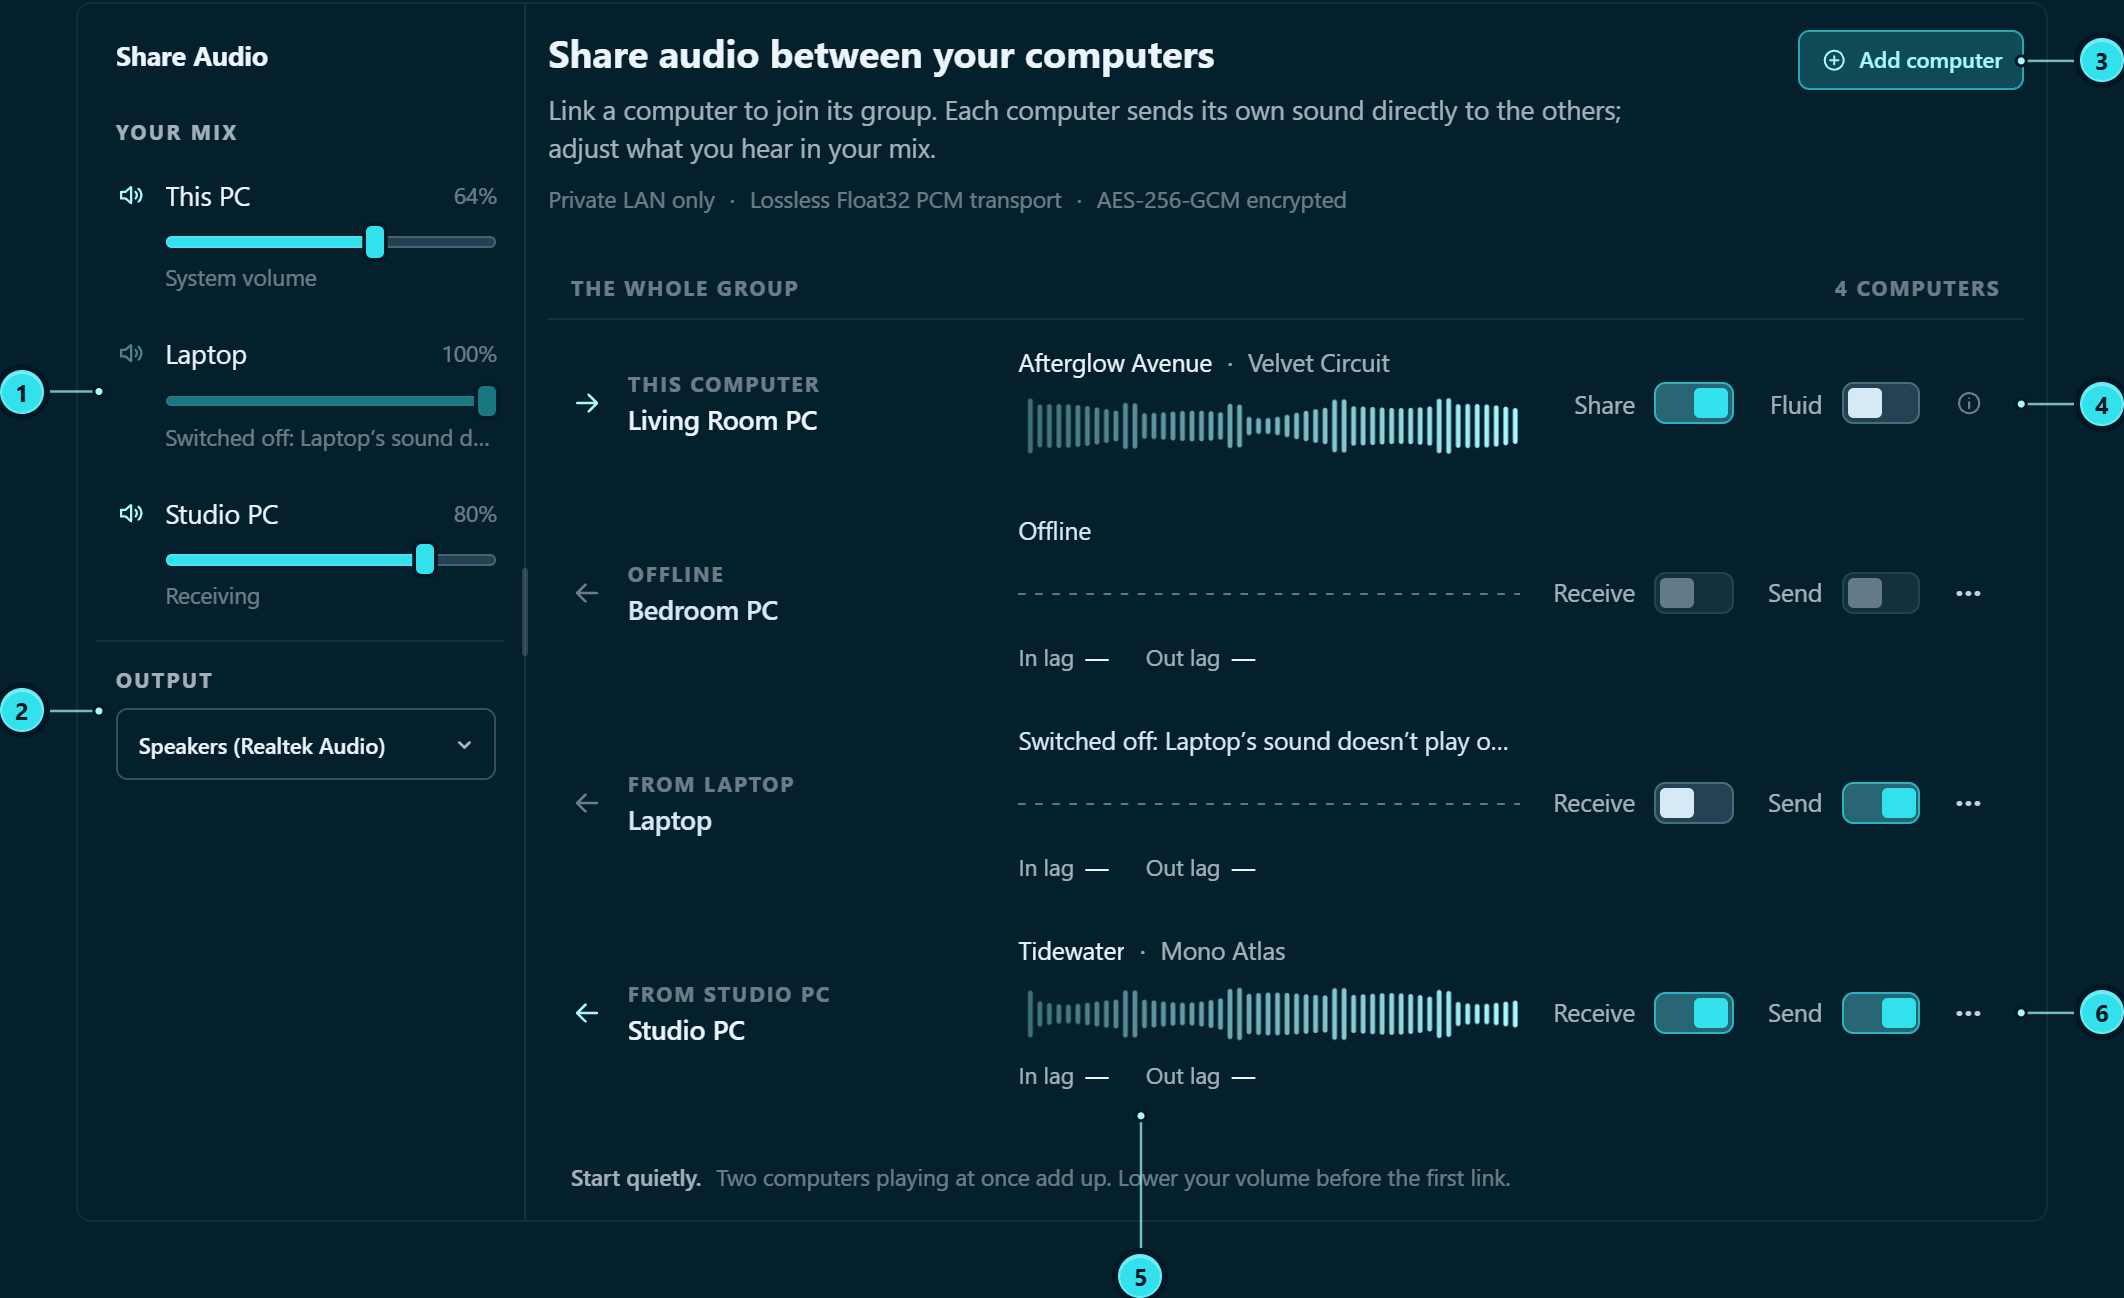 Share Audio
YOUR MIX
This PC 64%
System volume
Laptop 100%
Switched off: Laptop’s sound d...
Studio PC 80%
Receiving
OUTPUT
Speakers (Realtek Audio)
1
2
Share audio between your computers
Add computer
3
Link a computer to join its group. Each computer sends its own sound directly to the others;
adjust what you hear in your mix.
Private LAN only · Lossless Float32 PCM transport · AES-256-GCM encrypted
THE WHOLE GROUP 4 COMPUTERS
Afterglow Avenue · Velvet Circuit
THIS COMPUTER
Living Room PC
Share Fluid
4
Offline
OFFLINE
Bedroom PC
Receive Send
In lag — Out lag —
Switched off: Laptop’s sound doesn’t play o...
FROM LAPTOP
Laptop
Receive Send
In lag — Out lag —
Tidewater · Mono Atlas
FROM STUDIO PC
Studio PC
Receive Send
6
In lag — Out lag —
Start quietly. Two computers playing at once add up. Lower your volume before the first link.
5